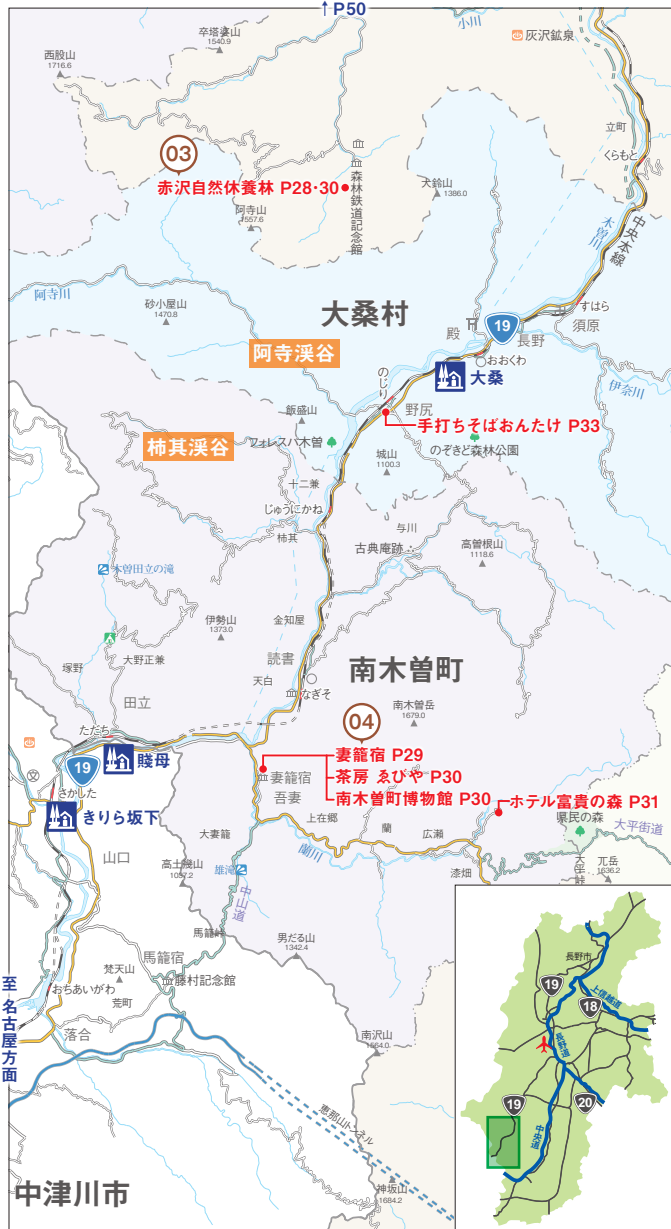 ↑P50
小川
卒塔婆山
1540.9
灰沢鉱泉
西股山
1716.6
立町
くらもと
03
赤沢自然休養林 P28・30
森林鉄道記念館
大鈴山
1386.0
阿寺山
1557.6
木曽川
中央本線
阿寺川
砂小屋山
1470.8
大桑村
殿
19
長野
すはら
須原
阿寺渓谷
おおくわ
大桑
伊奈川
のじり
野尻
手打ちそばおんたけ P33
飯盛山
柿其渓谷
フォレスパ木曽
城山
1100.3
のぞきど森林公園
十二兼
じゅうにかね
柿其
与川
古典庵跡
高曽根山
1118.6
木曽田立の滝
伊勢山
1373.0
金知屋
読書
塚野
大野正兼
天白
なぎそ
南木曽町
田立
南木曽岳
1679.0
ただち
04
賤母
19
妻籠宿 P29
茶房 ゑびや P30
南木曽町博物館 P30
妻籠宿
吾妻
ホテル富貴の森 P31
文
さかした
きりら坂下
上在郷
蘭
広瀬
県民の森
大平街道
大妻籠
山口
蘭川
漆畑
大平峠
兀岳
1636.2
高土幾山
1037.2
雄滝
中山道
馬籠峠
男だる山
1342.4
馬籠宿
梵天山
おちあいがわ
荒町
藤村記念館
至 名古屋方面
落合
南沢山
1564.0
恵那山トンネル
神坂山
1684.2
中津川市
長野市
19
18
上信越道
長野道
19
20
中央道